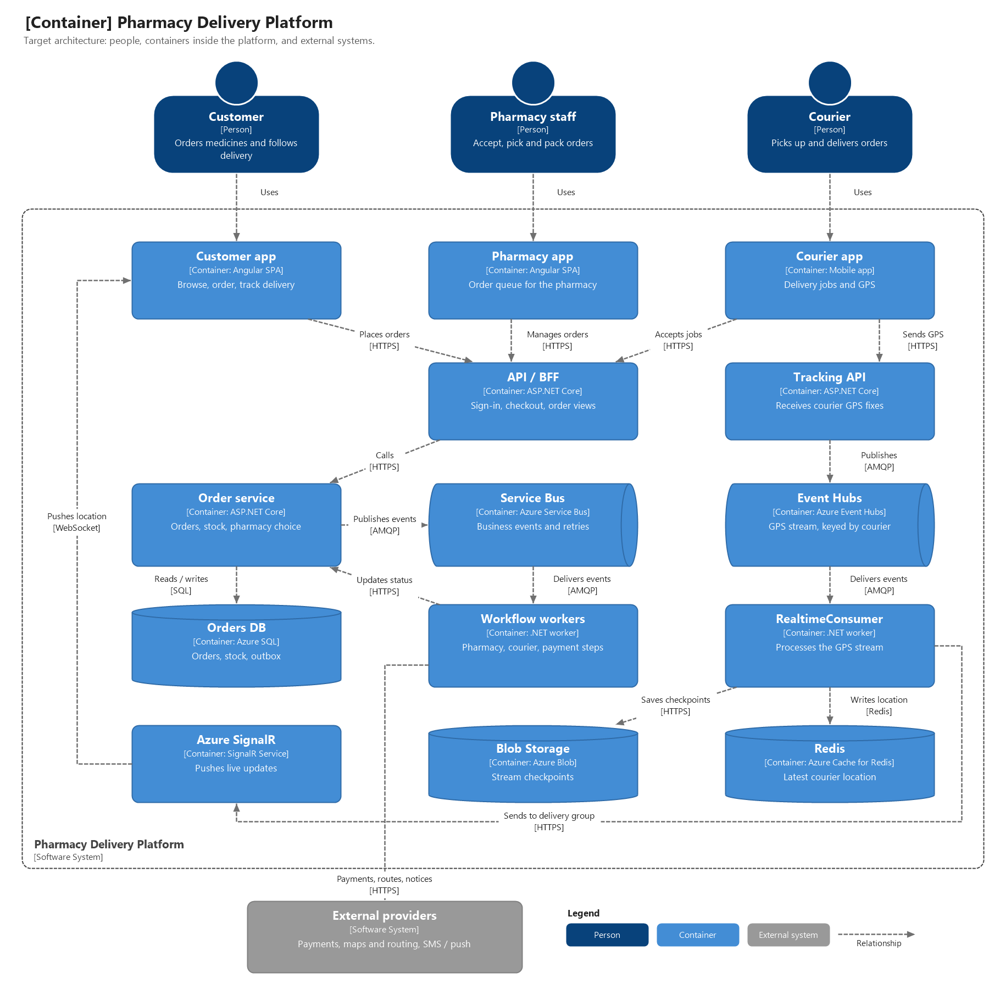 [Container] Pharmacy Delivery Platform
Target architecture: people, containers inside the platform, and external systems.
Customer
[Person]
Orders medicines and follows
delivery
Pharmacy staff
[Person]
Accept, pick and pack orders
Courier
[Person]
Picks up and delivers orders
Uses
Uses
Uses
Customer app
[Container: Angular SPA]
Browse, order, track delivery
Pharmacy app
[Container: Angular SPA]
Order queue for the pharmacy
Courier app
[Container: Mobile app]
Delivery jobs and GPS
Places orders
[HTTPS]
Manages orders
[HTTPS]
Accepts jobs
[HTTPS]
Sends GPS
[HTTPS]
API / BFF
[Container: ASP.NET Core]
Sign-in, checkout, order views
Tracking API
[Container: ASP.NET Core]
Receives courier GPS fixes
Calls
[HTTPS]
Publishes
[AMQP]
Pushes location
[WebSocket]
Order service
[Container: ASP.NET Core]
Orders, stock, pharmacy choice
Publishes events
[AMQP]
Service Bus
[Container: Azure Service Bus]
Business events and retries
Event Hubs
[Container: Azure Event Hubs]
GPS stream, keyed by courier
Reads / writes
[SQL]
Updates status
[HTTPS]
Delivers events
[AMQP]
Delivers events
[AMQP]
Orders DB
[Container: Azure SQL]
Orders, stock, outbox
Workflow workers
[Container: .NET worker]
Pharmacy, courier, payment steps
RealtimeConsumer
[Container: .NET worker]
Processes the GPS stream
Saves checkpoints
[HTTPS]
Writes location
[Redis]
Azure SignalR
[Container: SignalR Service]
Pushes live updates
Blob Storage
[Container: Azure Blob]
Stream checkpoints
Redis
[Container: Azure Cache for Redis]
Latest courier location
Sends to delivery group
[HTTPS]
Pharmacy Delivery Platform
[Software System]
Payments, routes, notices
[HTTPS]
External providers
[Software System]
Payments, maps and routing, SMS / push
Legend
Person
Container
External system
Relationship